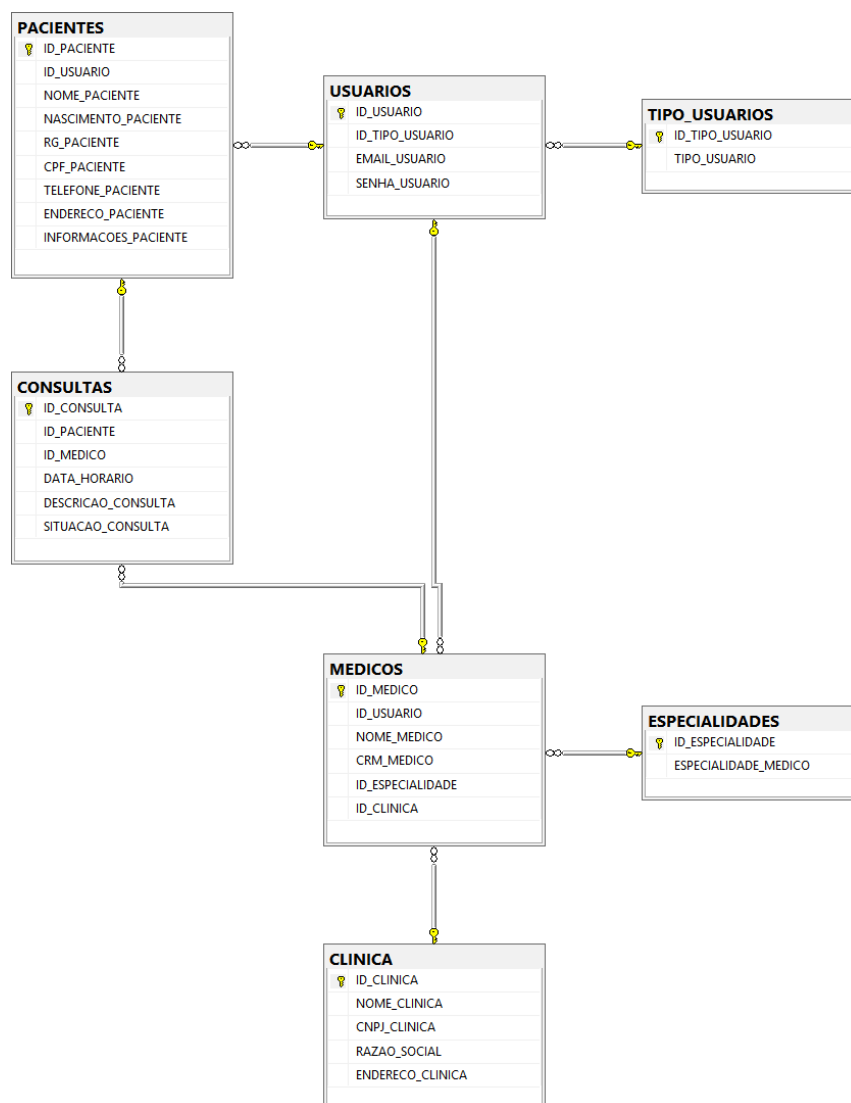 PACIENTES
ID_PACIENTE
ID_USUARIO
NOME_PACIENTE
NASCIMENTO_PACIENTE
RG_PACIENTE
CPF_PACIENTE
TELEFONE_PACIENTE
ENDERECO_PACIENTE
INFORMACOES_PACIENTE
USUARIOS
ID_USUARIO
ID_TIPO_USUARIO
EMAIL_USUARIO
SENHA_USUARIO
TIPO_USUARIOS
ID_TIPO_USUARIO
TIPO_USUARIO
CONSULTAS
ID_CONSULTA
ID_PACIENTE
ID_MEDICO
DATA_HORARIO
DESCRICAO_CONSULTA
SITUACAO_CONSULTA
MEDICOS
ID_MEDICO
ID_USUARIO
NOME_MEDICO
CRM_MEDICO
ID_ESPECIALIDADE
ID_CLINICA
ESPECIALIDADES
ID_ESPECIALIDADE
ESPECIALIDADE_MEDICO
CLINICA
ID_CLINICA
NOME_CLINICA
CNPJ_CLINICA
RAZAO_SOCIAL
ENDERECO_CLINICA